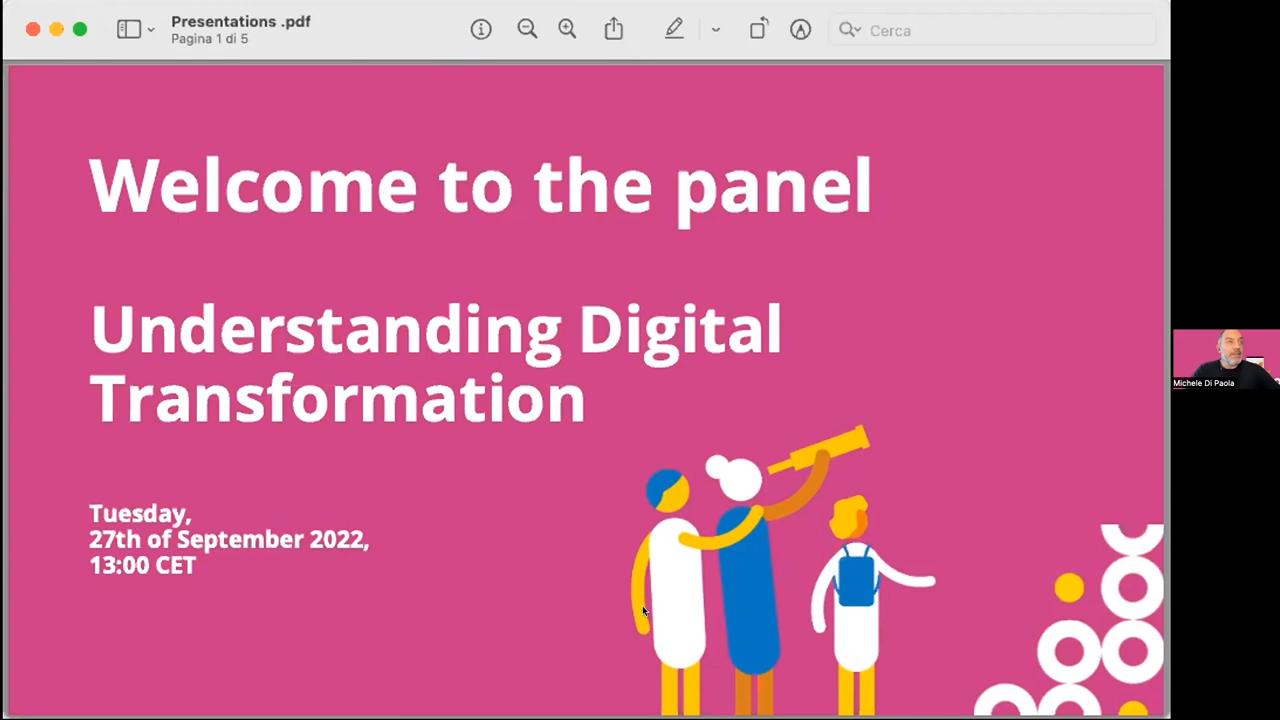 Presentations .pdf
Pagina 1 di 5
Cerca
Welcome to the panel
Understanding Digital
Transformation
Tuesday,
27th of September 2022,
13:00 CET
Michele Di Paola